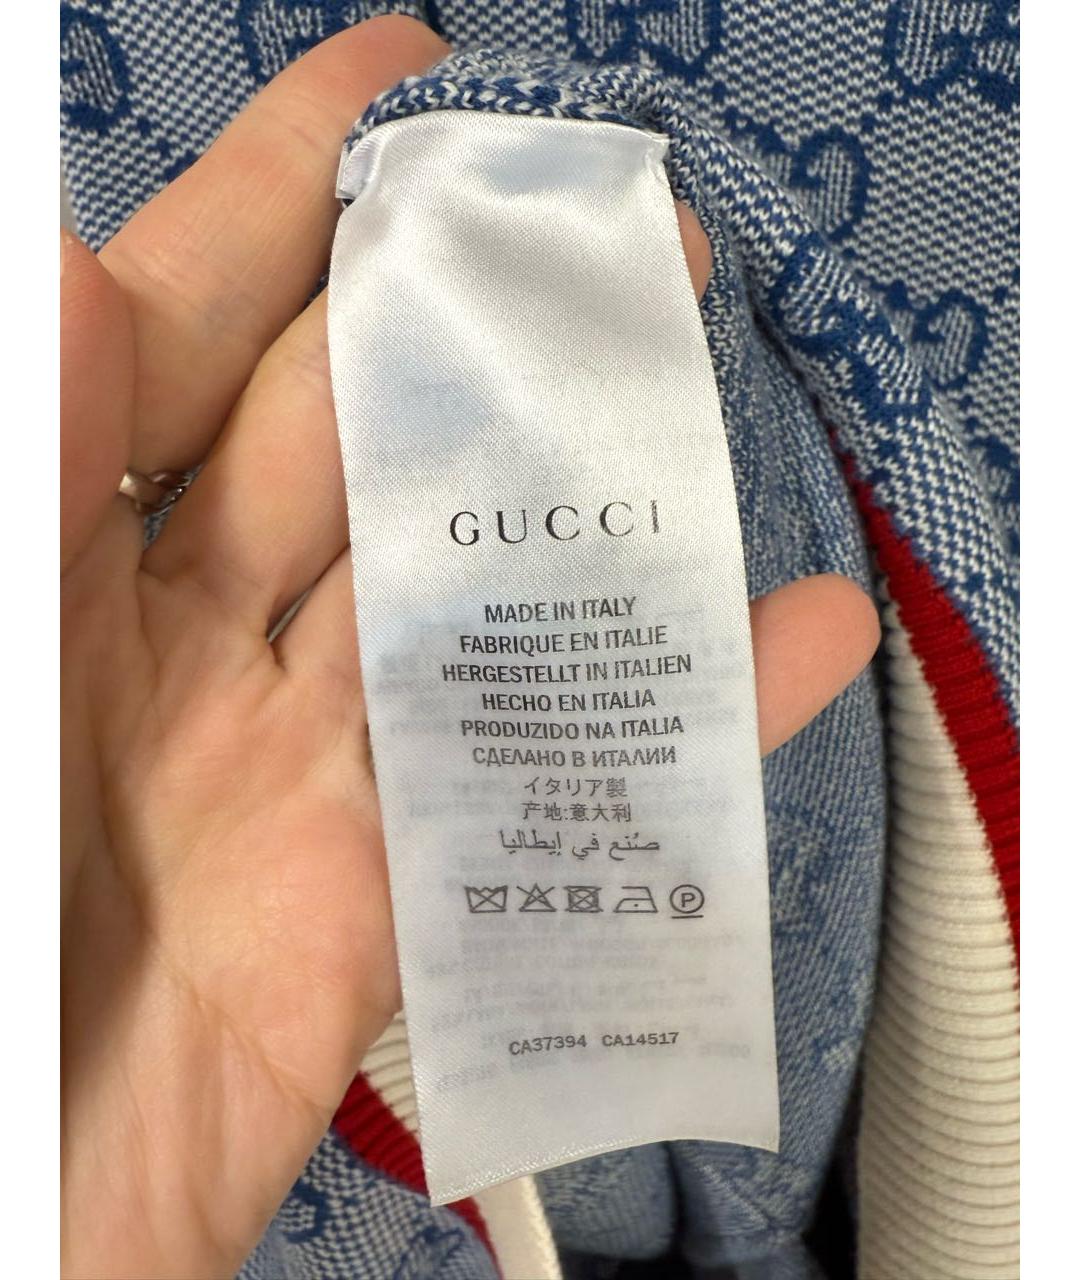 GUCCI
MADE IN ITALY
FABRIQUE EN ITALIE
HERGESTELLT IN ITALIEN
HECHO EN ITALIA
PRODUZIDO NA ITALIA
СДЕЛАНО В ИТАЛИИ
イタリア製
产地:意大利
صُنع في إيطاليا
P
CA37394 CA14517